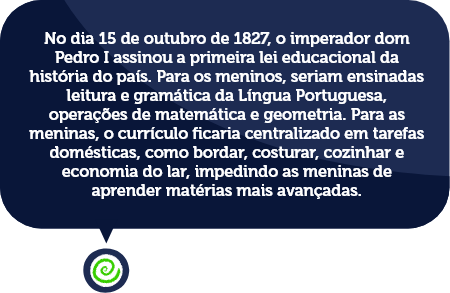 No dia 15 de outubro de 1827, o imperador dom
Pedro I assinou a primeira lei educacional da
história do país. Para os meninos, seriam ensinadas
leitura e gramática da Língua Portuguesa,
operações de matemática e geometria. Para as
meninas, o currículo ficaria centralizado em tarefas
domésticas, como bordar, costurar, cozinhar e
economia do lar, impedindo as meninas de
aprender matérias mais avançadas.